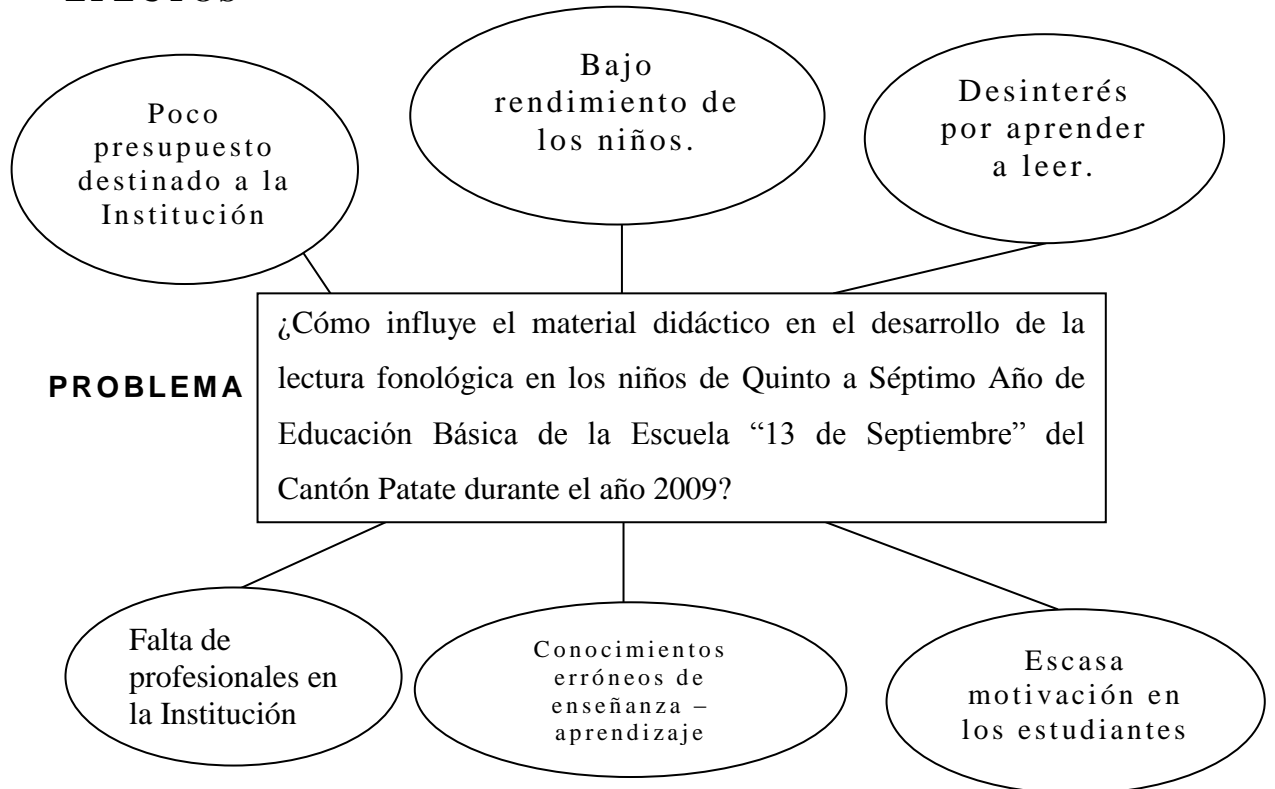 EFECTOS
Poco
presupuesto
destinado a la
Institución
Bajo
rendimiento de
los niños.
Desinterés
por aprender
a leer.
PROBLEMA
¿Cómo influye el material didáctico en el desarrollo de la
lectura fonológica en los niños de Quinto a Séptimo Año de
Educación Básica de la Escuela “13 de Septiembre” del
Cantón Patate durante el año 2009?
Falta de
profesionales en
la Institución
Conocimientos
erróneos de
enseñanza –
aprendizaje
Escasa
motivación en
los estudiantes